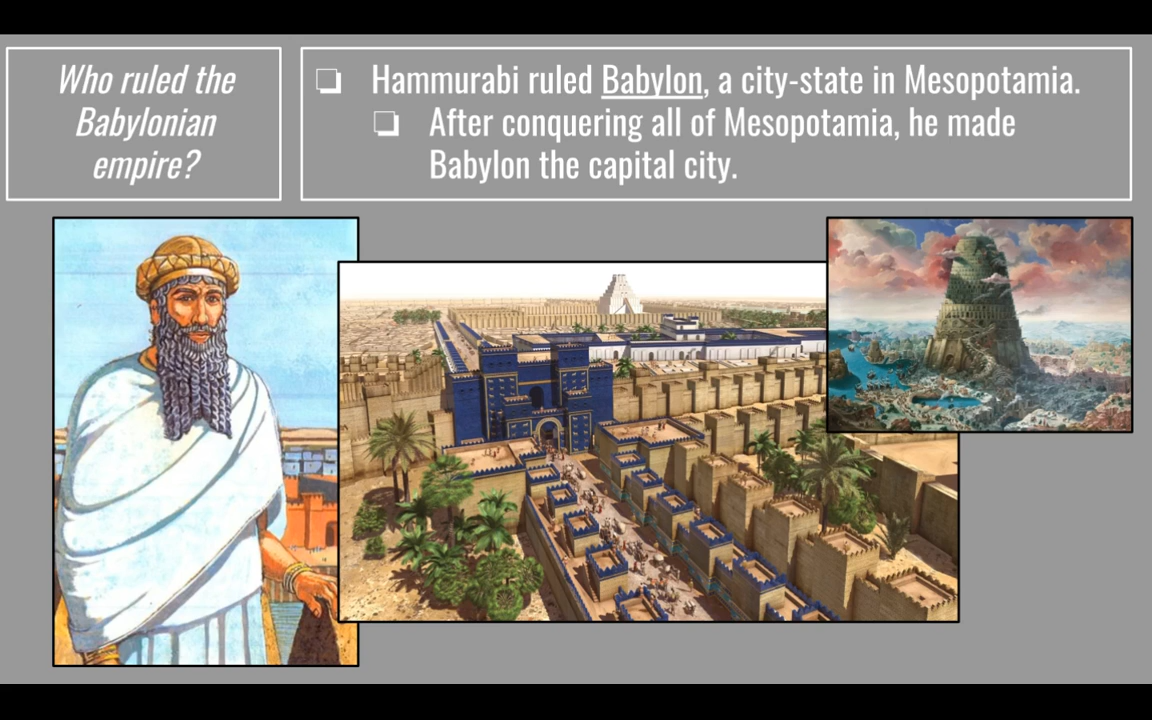 Who ruled the
Babylonian
empire?
❏ Hammurabi ruled Babylon, a city-state in Mesopotamia.
❏ After conquering all of Mesopotamia, he made
Babylon the capital city.